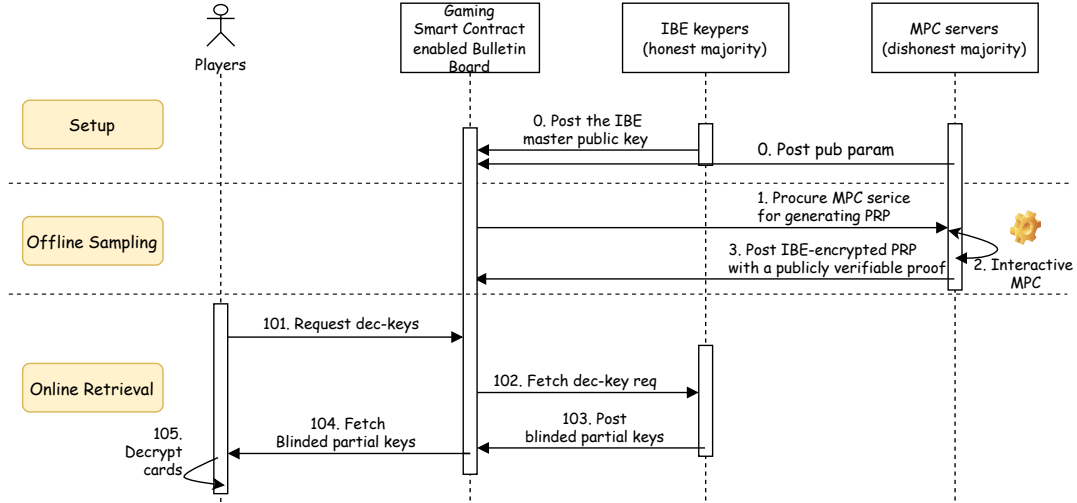 Players
Gaming
Smart Contract
enabled Bulletin
Board
IBE keypers
(honest majority)
MPC servers
(dishonest majority)
Setup
0. Post the IBE
master public key
0. Post pub param
Offline Sampling
1. Procure MPC serice
for generating PRP
2. Interactive
MPC
3. Post IBE-encrypted PRP
with a publicly verifiable proof
Online Retrieval
101. Request dec-keys
102. Fetch dec-key req
103. Post
blinded partial keys
104. Fetch
Blinded partial keys
105.
Decrypt
cards